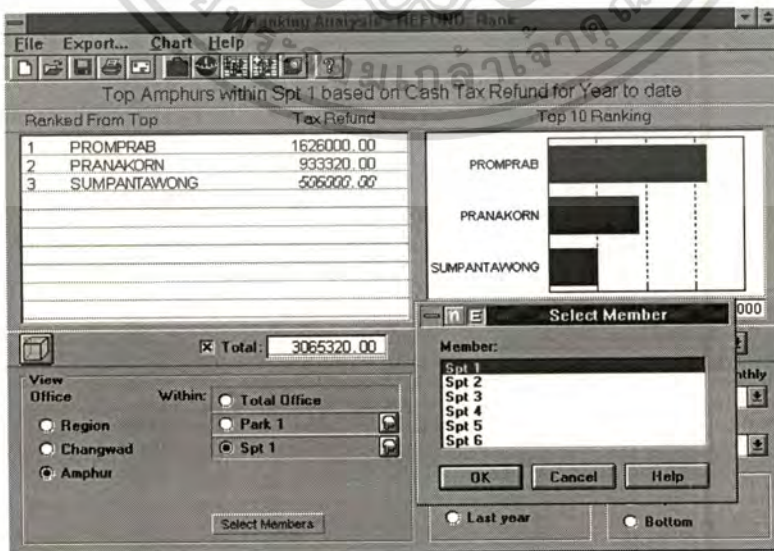 Ranking Analysis - REFUND: Rank
File Export... Chart Help
Top Amphurs within Spt 1 based on Cash Tax Refund for Year to date
Ranked From Top Tax Refund
1 PROMPRAB 1626000.00
2 PRANAKORN 933320.00
3 SUMPANTAWONG 506000.00
Total: 3065320.00
Top 10 Ranking
PROMPRAB
PRANAKORN
SUMPANTAWONG
000
View
Office Within:
Region
Changwad
Amphur
Total Office
Park 1
Spt 1
Select Members
Select Member
Member:
Spt 1
Spt 2
Spt 3
Spt 4
Spt 5
Spt 6
OK Cancel Help
nthly
Last year
Bottom